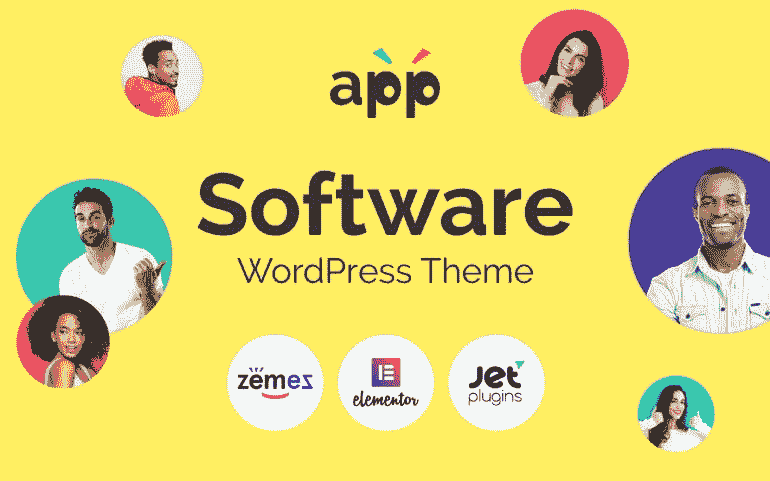 app
Software
WordPress Theme
zemez
elementor
Jet
plugins